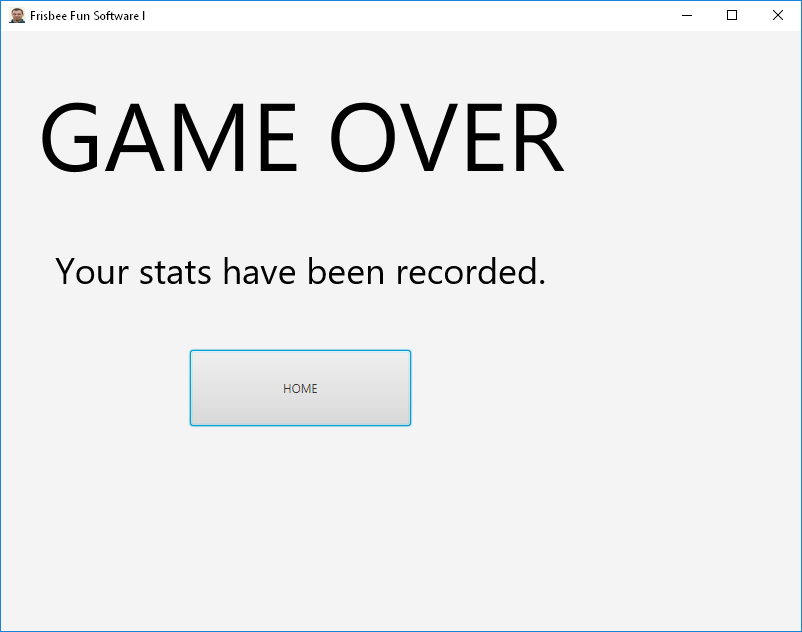 Frisbee Fun Software I
GAME OVER
Your stats have been recorded.
HOME